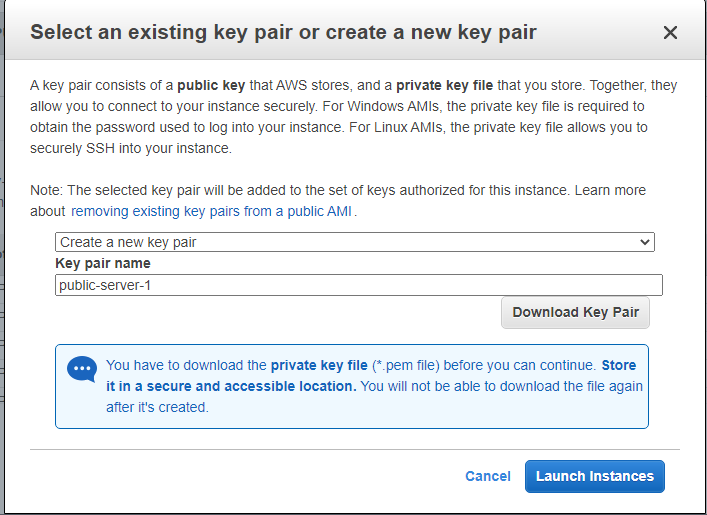 Select an existing key pair or create a new key pair
A key pair consists of a public key that AWS stores, and a private key file that you store. Together, they
allow you to connect to your instance securely. For Windows AMIs, the private key file is required to
obtain the password used to log into your instance. For Linux AMIs, the private key file allows you to
securely SSH into your instance.
Note: The selected key pair will be added to the set of keys authorized for this instance. Learn more
about removing existing key pairs from a public AMI .
Create a new key pair
Key pair name
public-server-1
Download Key Pair
You have to download the private key file (*.pem file) before you can continue. Store
it in a secure and accessible location. You will not be able to download the file again
after it's created.
Cancel Launch Instances